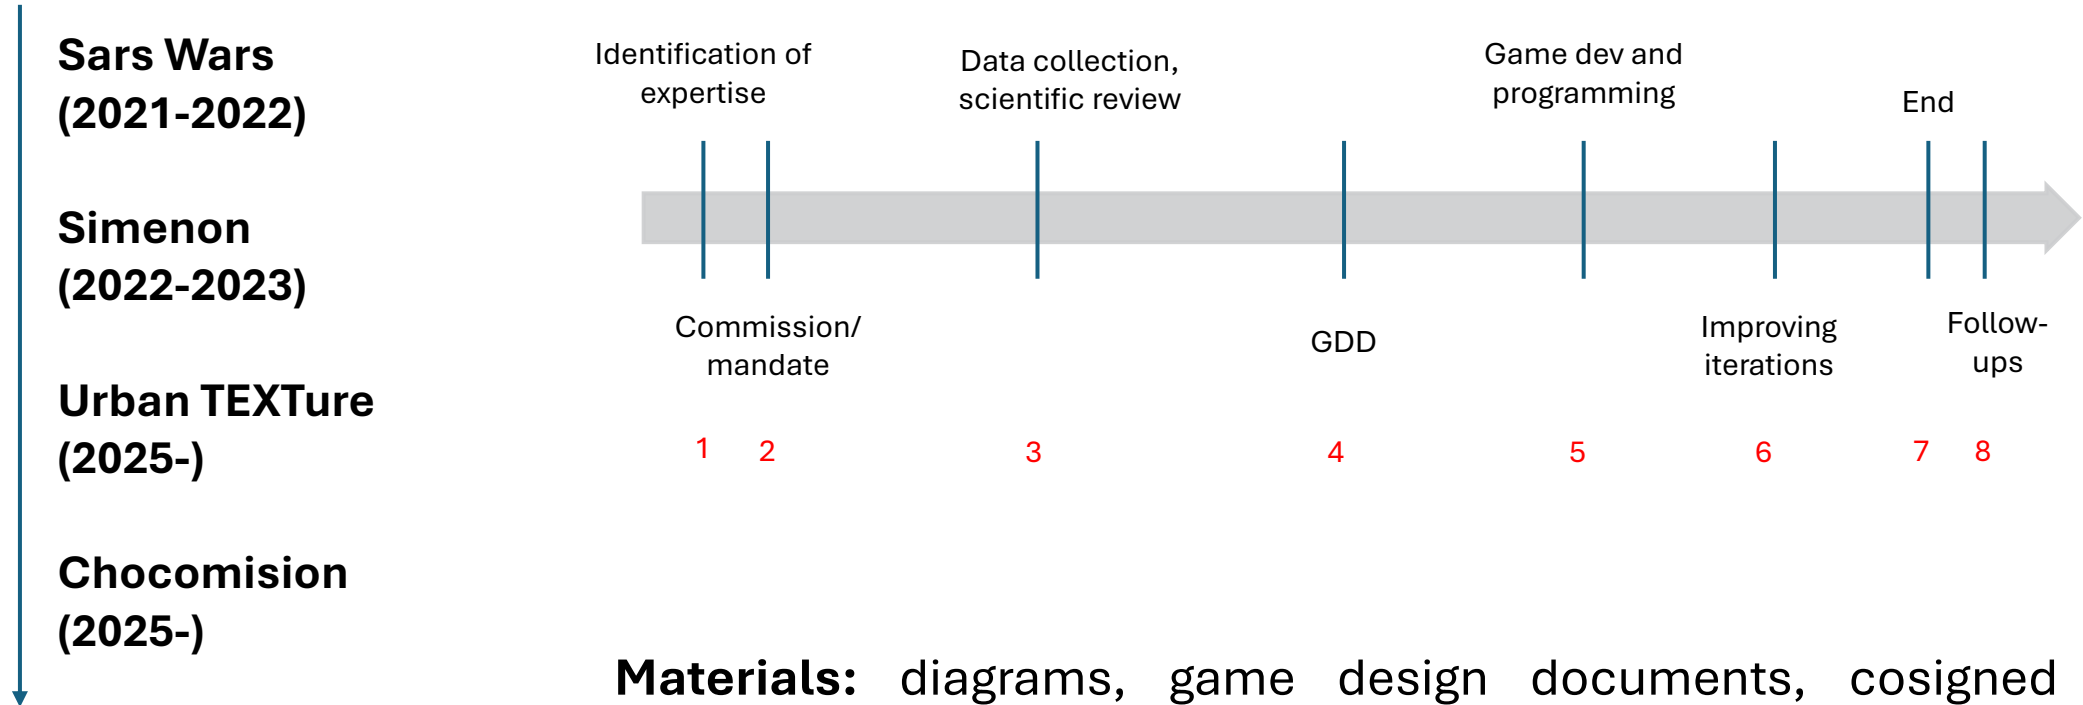 Sars Wars
(2021-2022)
Simenon
(2022-2023)
Urban TEXTure
(2025-)
Chocomision
(2025-)
Identification of
expertise
Data collection,
scientific review
Game dev and
programming
End
Commission/
mandate
GDD
Improving
iterations
Follow-
ups
1 2 3 4 5 6 7 8
Materials: diagrams, game design documents, cosigned